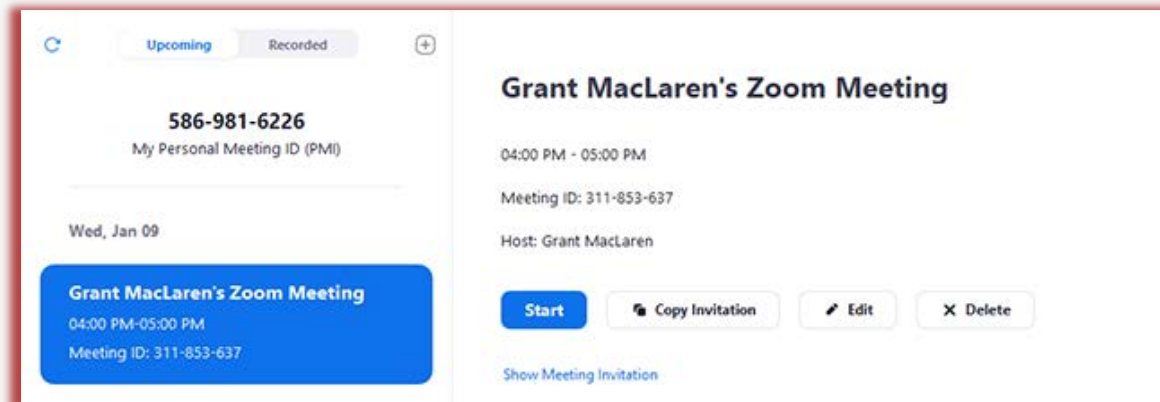 Upcoming
Recorded
586-981-6226
My Personal Meeting ID (PMI)
Wed, Jan 09
Grant MacLaren's Zoom Meeting
04:00 PM-05:00 PM
Meeting ID: 311-853-637
Grant MacLaren's Zoom Meeting
04:00 PM - 05:00 PM
Meeting ID: 311-853-637
Host: Grant MacLaren
Start
Copy Invitation
Edit
Delete
Show Meeting Invitation